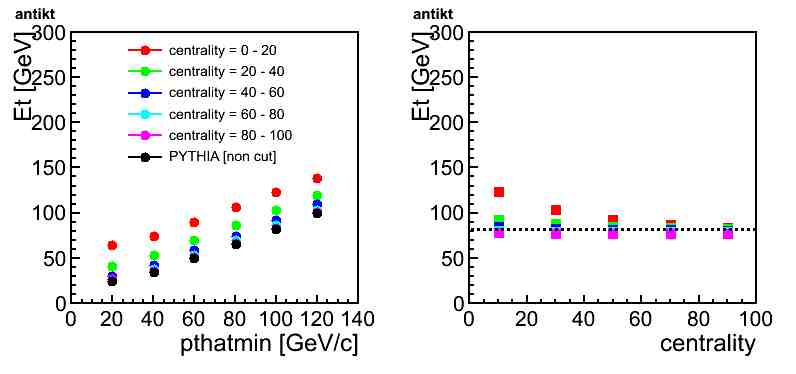 antikt
Et [GeV]
300
250
200
150
100
50
0
centrality = 0 - 20
centrality = 20 - 40
centrality = 40 - 60
centrality = 60 - 80
centrality = 80 - 100
PYTHIA [non cut]
0 20 40 60 80 100 120 140
pthatmin [GeV/c]
antikt
Et [GeV]
300
250
200
150
100
50
0
0 20 40 60 80 100
centrality